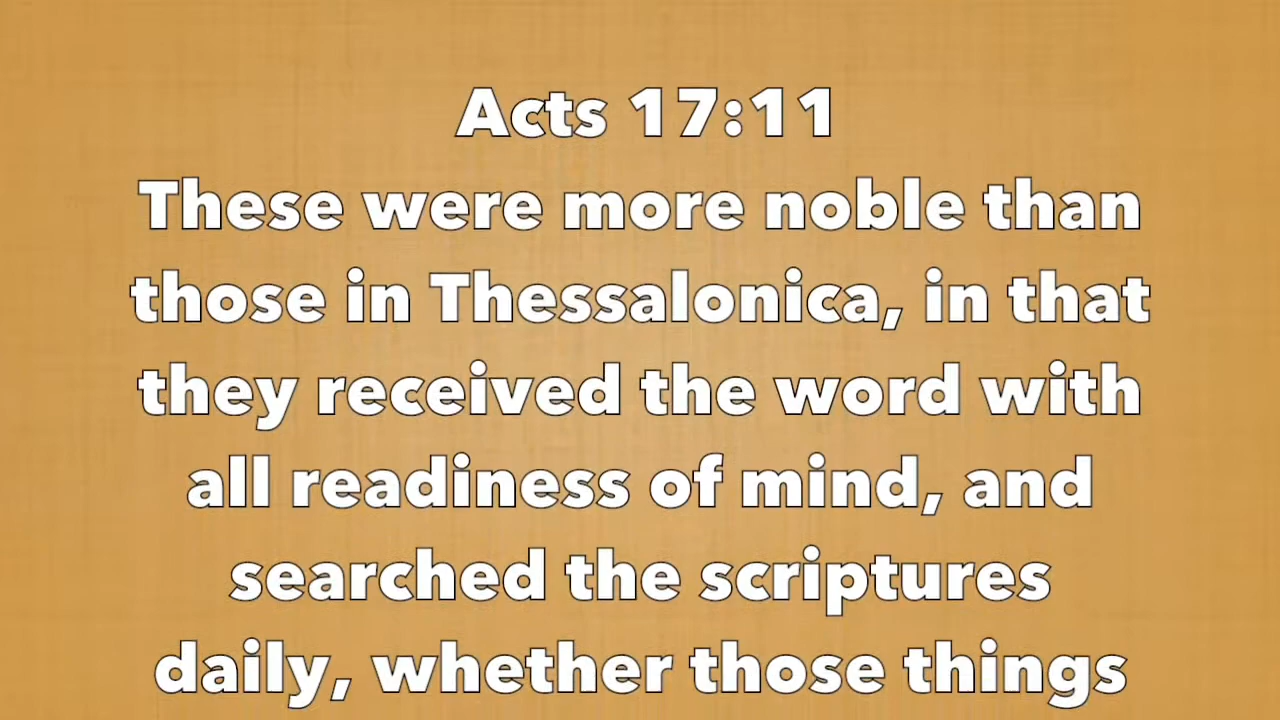 Acts 17:11
These were more noble than
those in Thessalonica, in that
they received the word with
all readiness of mind, and
searched the scriptures
daily, whether those things